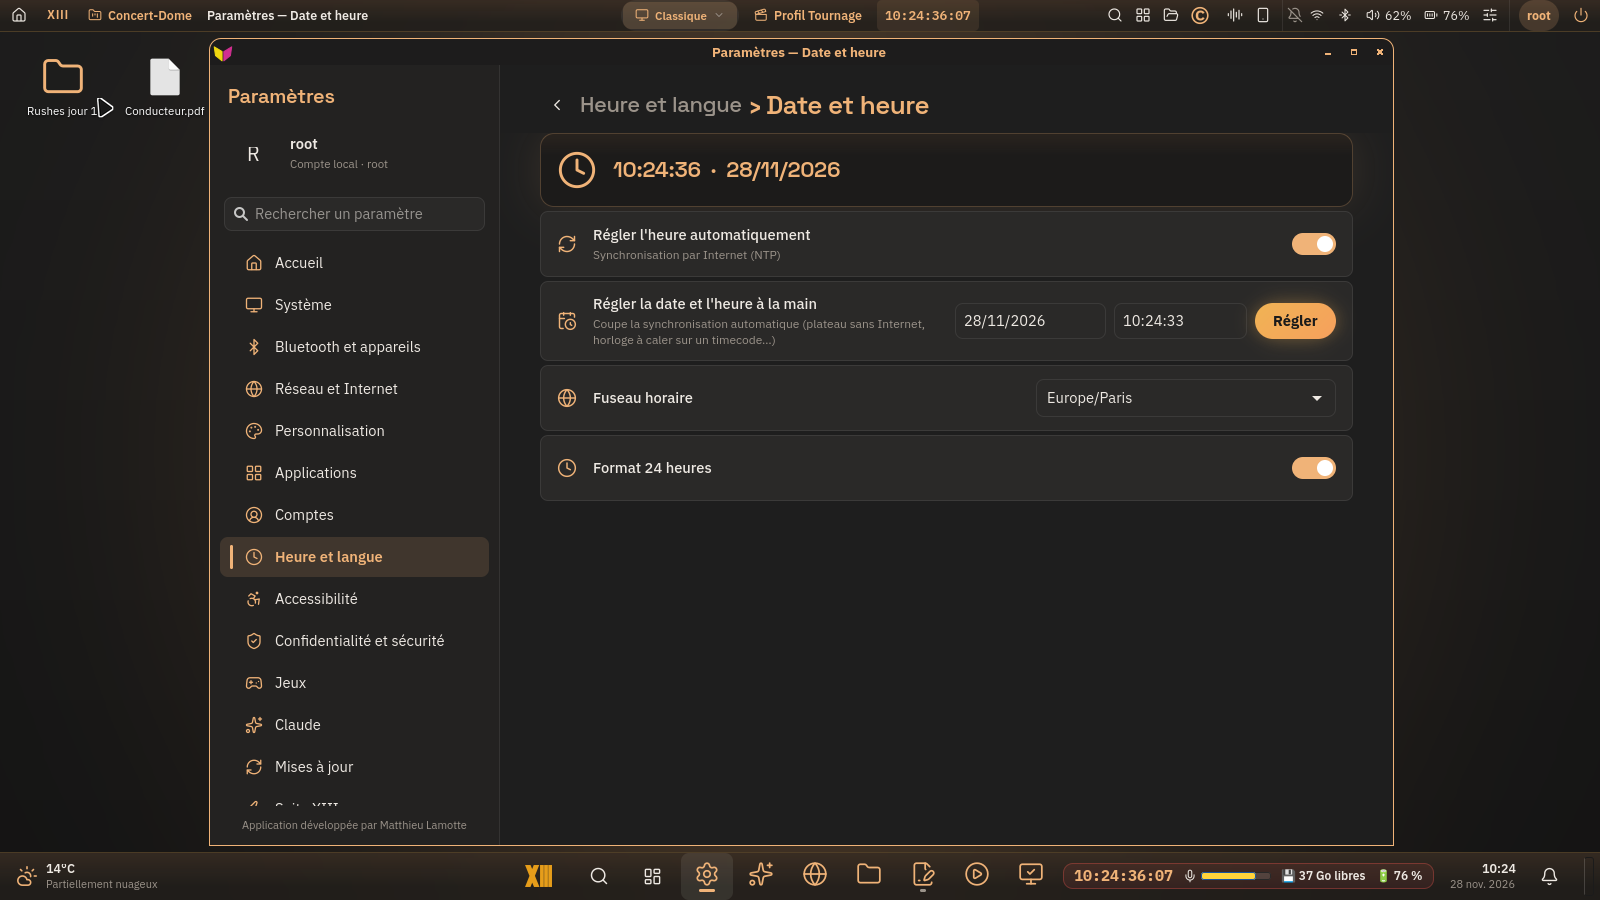 XIII Concert-Dome Paramètres — Date et heure Classique Profil Tournage 10:24:36:07 62% 76% root
Paramètres — Date et heure
Rushes jour 1
Conducteur.pdf
Paramètres
root
Compte local · root
Rechercher un paramètre
Accueil
Système
Bluetooth et appareils
Réseau et Internet
Personnalisation
Applications
Comptes
Heure et langue
Accessibilité
Confidentialité et sécurité
Jeux
Claude
Mises à jour
Suite XIII
Application développée par Matthieu Lamotte
Heure et langue > Date et heure
10:24:36 · 28/11/2026
Régler l'heure automatiquement
Synchronisation par Internet (NTP)
Régler la date et l'heure à la main
Coupe la synchronisation automatique (plateau sans Internet,
horloge à caler sur un timecode…)
28/11/2026 10:24:33 Régler
Fuseau horaire Europe/Paris
Format 24 heures
14°C
Partiellement nuageux
XIII
10:24:36:07 37 Go libres 76 %
10:24
28 nov. 2026